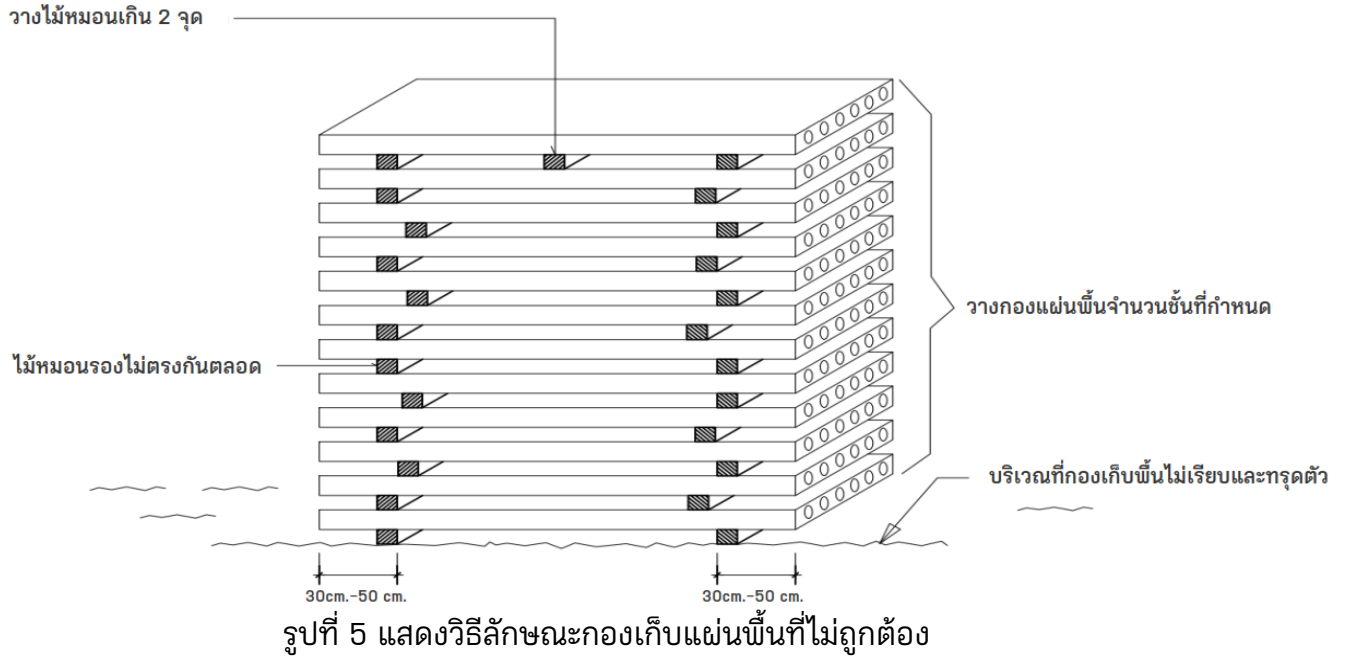 วางไม้หมอนเกิน 2 จุด
วางกองแผ่นพื้นจำนวนชั้นที่กำหนด
ไม้หมอนรองไม่ตรงกันตลอด
บริเวณที่กองเก็บพื้นไม่เรียบและทรุดตัว
30cm.-50 cm.
30cm.-50 cm.
รูปที่ 5 แสดงวิธีลักษณะกองเก็บแผ่นพื้นที่ไม่ถูกต้อง